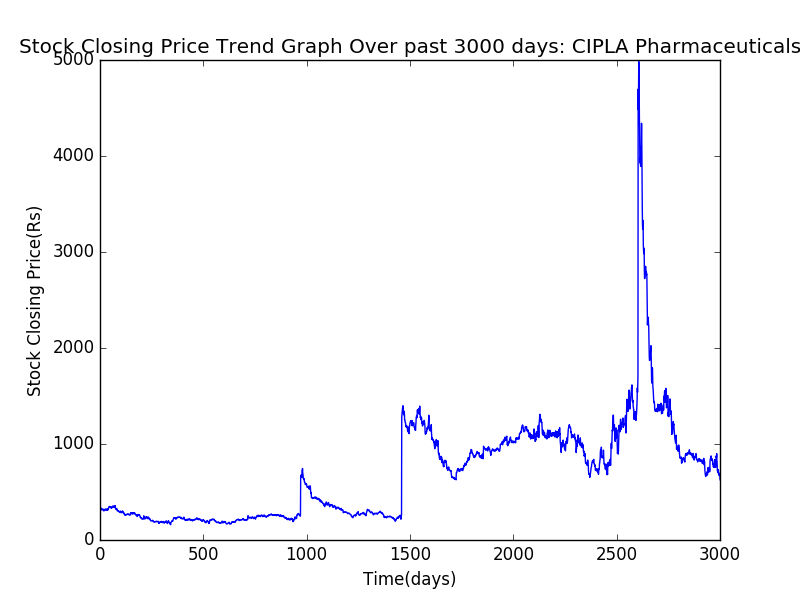 Stock Closing Price Trend Graph Over past 3000 days: CIPLA Pharmaceuticals
5000
4000
3000
2000
1000
0
Stock Closing Price(Rs)
0 500 1000 1500 2000 2500 3000
Time(days)